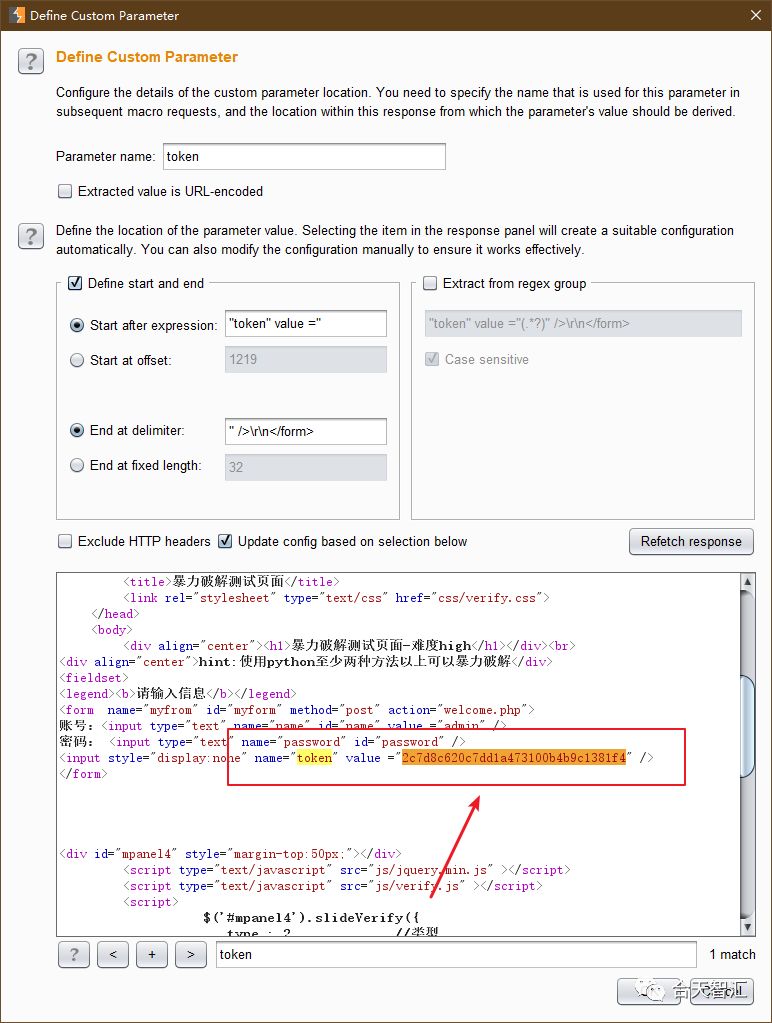 Define Custom Parameter
Define Custom Parameter
Configure the details of the custom parameter location. You need to specify the name that is used for this parameter in
subsequent macro requests, and the location within this response from which the parameter's value should be derived.
Parameter name: token
Extracted value is URL-encoded
Define the location of the parameter value. Selecting the item in the response panel will create a suitable configuration
automatically. You can also modify the configuration manually to ensure it works effectively.
Define start and end
Start after expression: "token" value ="
Start at offset: 1219
End at delimiter: " />\r\n</form>
End at fixed length: 32
Extract from regex group
"token" value ="(.*?)" />\r\n</form>
Case sensitive
Exclude HTTP headers Update config based on selection below Refetch response
<title>暴力破解测试页面</title>
<link rel="stylesheet" type="text/css" href="css/verify.css">
</head>
<body>
<div align="center"><h1>暴力破解测试页面-难度high</h1></div><br>
<div align="center">hint:使用python至少两种方法以上可以暴力破解</div>
<fieldset>
<legend><b>请输入信息</b></legend>
<form name="myfrom" id="myform" method="post" action="welcome.php">
账号: <input type="text" name="name" id="name" value ="admin" />
密码: <input type="text" name="password" id="password" />
<input style="display:none" name="token" value ="2c7d8c620c7dd1a473100b4b9c1381f4" />
</form>
<div id="mpanel4" style="margin-top:50px;"></div>
<script type="text/javascript" src="js/jquery.min.js" ></script>
<script type="text/javascript" src="js/verify.js" ></script>
<script>
$('#mpanel4').slideVerify({
type : 2, //类型
? < + > token 1 match
合天智汇